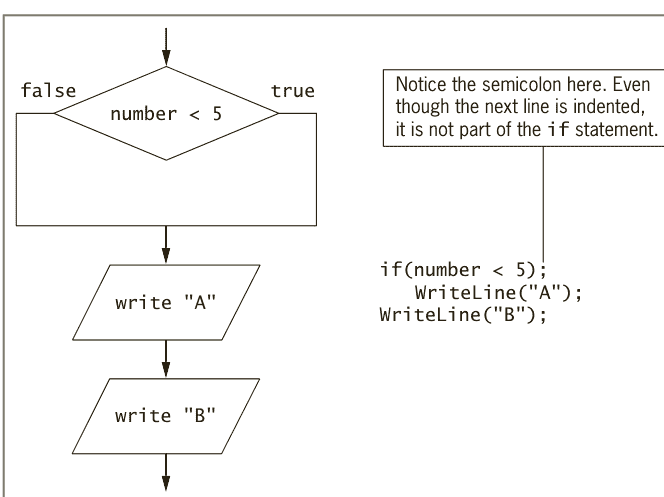 false
true
number < 5
write "A"
write "B"
Notice the semicolon here. Even
though the next line is indented,
it is not part of the if statement.
if(number < 5);
WriteLine("A");
WriteLine("B");